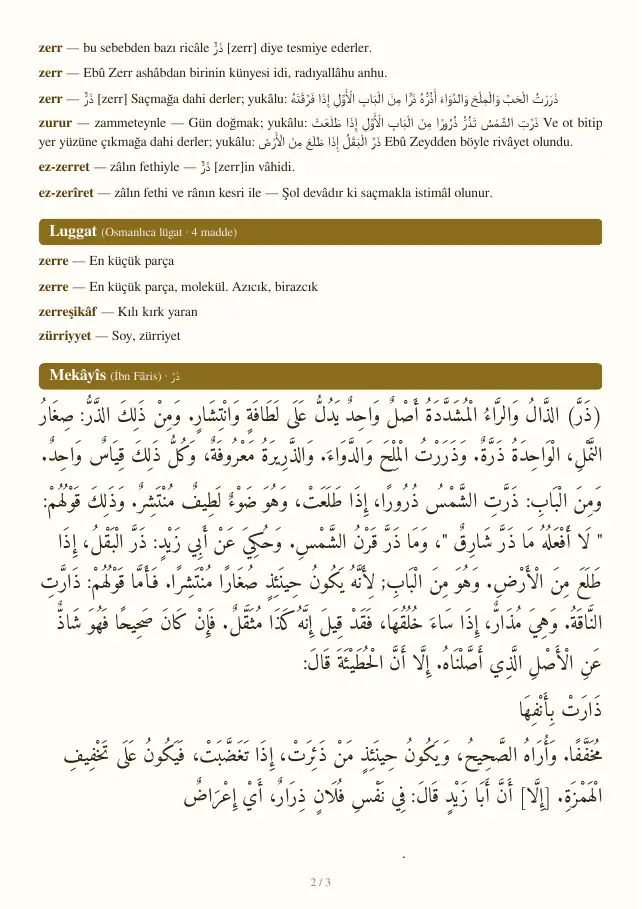 zerr — bu sebebden bazı ricâle ذَرٌّ [zerr] diye tesmiye ederler.
zerr — Ebû Zerr ashâbdan birinin künyesi idi, radıyallâhu anhu.
zerr — ذَرٌّ [zerr] Saçmağa dahi derler; yukâlu: ذَرَرْتُ الْحَبَّ وَالْمِلْحَ وَالدَّوَاءَ أَذُرُّهُ ذَرًّا مِنَ الْبَابِ الْأَوَّلِ إِذَا فَرَّقْتَهُ
zurur — zammeteynle — Gün doğmak; yukâlu: ذَرَّتِ الشَّمْسُ تَذُرُّ ذُرُورًا مِنَ الْبَابِ الْأَوَّلِ إِذَا طَلَعَتْ Ve ot bitip
yer yüzüne çıkmağa dahi derler; yukâlu: ذَرَّ الْبَقْلُ إِذَا طَلَعَ مِنَ الْأَرْضِ Ebû Zeydden böyle rivâyet olundu.
ez-zerret — zâlın fethiyle — ذَرٌّ [zerr]in vâhidi.
ez-zerîret — zâlın fethi ve rânın kesri ile — Şol devâdır ki saçmakla istimâl olunur.
Luggat (Osmanlıca lügat · 4 madde)
zerre — En küçük parça
zerre — En küçük parça, molekül. Azıcık, birazcık
zerreşikâf — Kılı kırk yaran
zürriyyet — Soy, zürriyet
Mekâyîs (İbn Fâris) · ذَرَّ
(ذَرَّ) الذَّالُ وَالرَّاءُ الْمُشَدَّدَةُ أَصْلٌ وَاحِدٌ يَدُلُّ عَلَى لَطَافَةٍ وَانْتِشَارٍ. وَمِنْ ذَلِكَ الذَّرُّ: صِغَارُ
النَّمْلِ، الْوَاحِدَةُ ذَرَّةٌ. وَذَرَرْتُ الْمِلْحَ وَالدَّوَاءَ. وَالذَّرِيرَةُ مَعْرُوفَةٌ، وَكُلُّ ذَلِكَ قِيَاسٌ وَاحِدٌ.
وَمِنَ الْبَابِ: ذَرَّتِ الشَّمْسُ ذُرُورًا، إِذَا طَلَعَتْ، وَهُوَ ضَوْءٌ لَطِيفٌ مُنْتَشِرٌ. وَذَلِكَ قَوْلُهُمْ:
" لَا أَفْعَلُهُ مَا ذَرَّ شَارِقٌ "، وَمَا ذَرَّ قَرْنُ الشَّمْسِ. وَحُكِيَ عَنْ أَبِي زَيْدٍ: ذَرَّ الْبَقْلُ، إِذَا
طَلَعَ مِنَ الْأَرْضِ. وَهُوَ مِنَ الْبَابِ; لِأَنَّهُ يَكُونُ حِينَئِذٍ صُغَارًا مُنْتَشِرًا. فَأَمَّا قَوْلُهُمْ: ذَارَّتِ
النَّاقَةُ. وَهِيَ مُذَارٌّ، إِذَا سَاءَ خُلُقُهَا، فَقَدْ قِيلَ إِنَّهُ كَذَا مُثَقَّلٌ. فَإِنْ كَانَ صَحِيحًا فَهُوَ شَاذٌّ
عَنِ الْأَصْلِ الَّذِي أَصَّلْنَاهُ. إِلَّا أَنَّ الْحُطَيْئَةَ قَالَ:
ذَارَتْ بِأَنْفِهَا
مُخَفَّفًا. وَأُرَاهُ الصَّحِيحُ، وَيَكُونُ حِينَئِذٍ مَنْ ذَئِرَتْ، إِذَا تَغَضَّبَتْ، فَيَكُونُ عَلَى تَخْفِيفِ
الْهَمْزَةِ. [إِلَّا] أَنَّ أَبَا زَيْدٍ قَالَ: فِي نَفْسِ فُلَانٍ ذِرَارٌ، أَيْ إِعْرَاضٌ
2 / 3